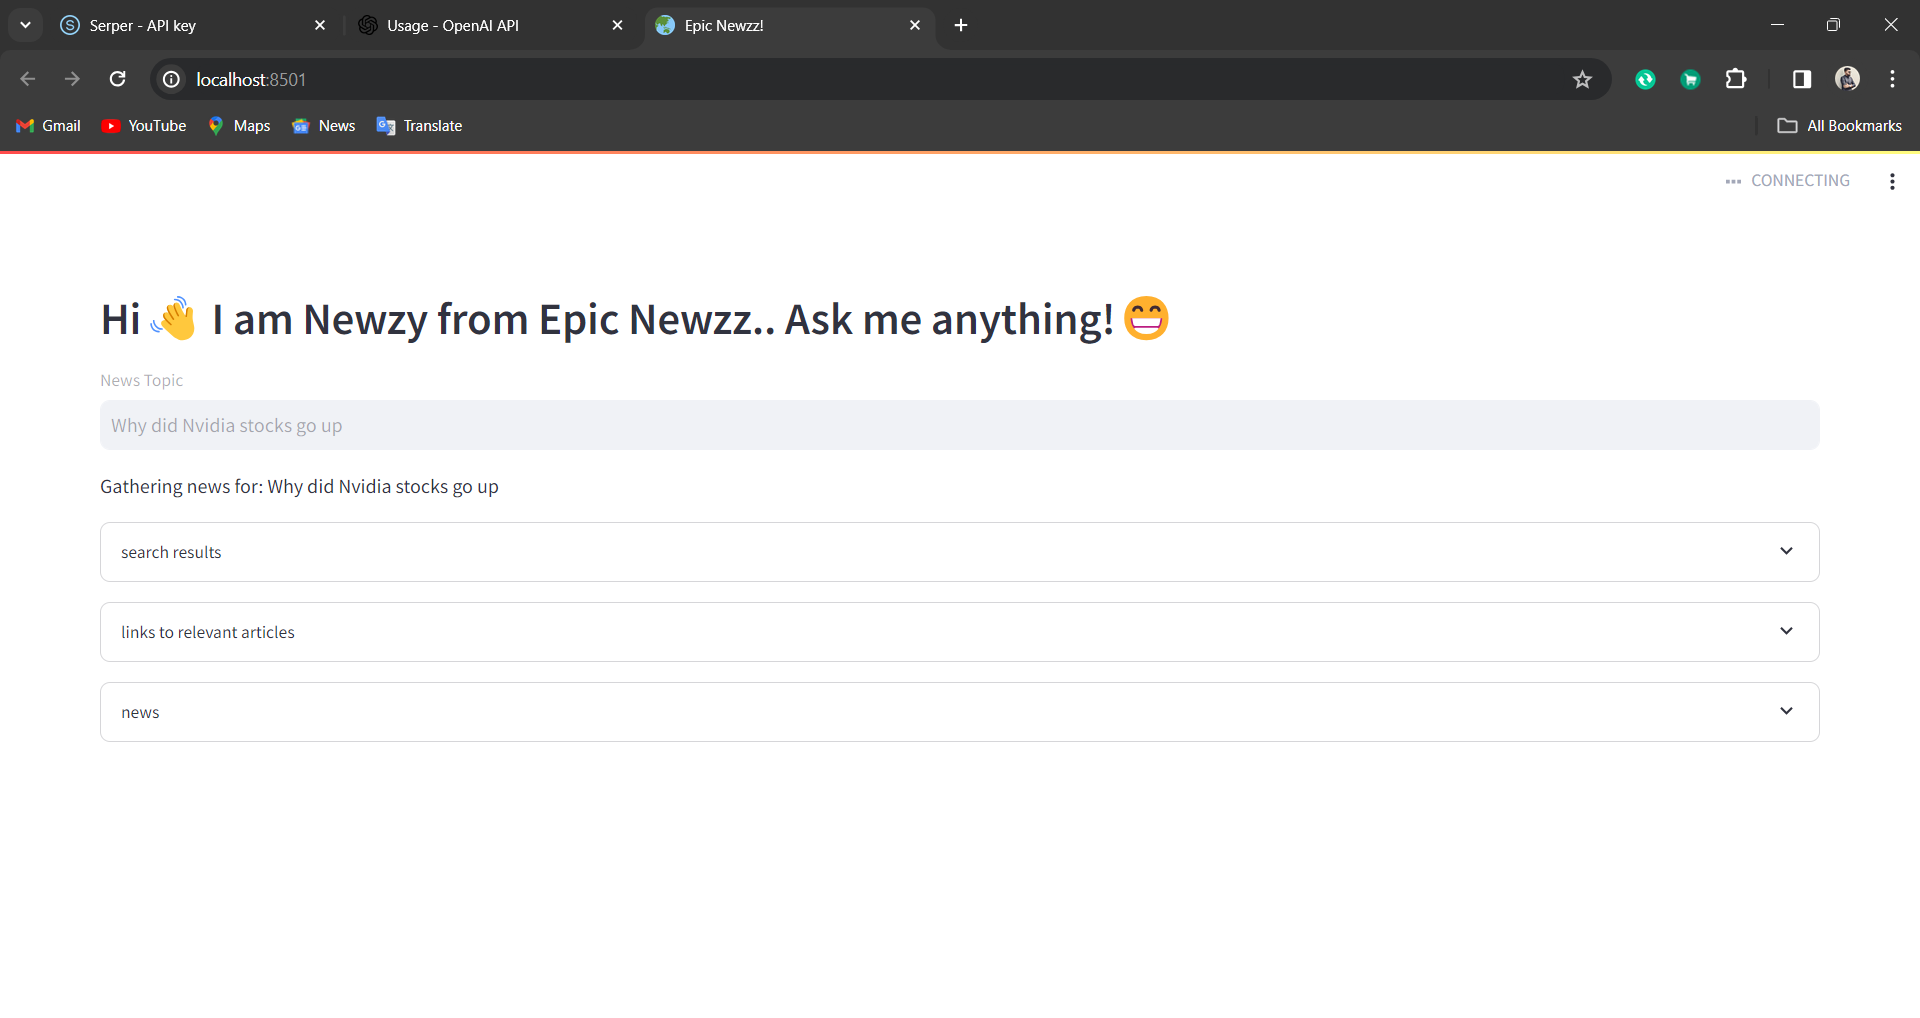 Serper - API key
Usage - OpenAI API
Epic Newzz!
localhost:8501
Gmail
YouTube
Maps
News
Translate
All Bookmarks
CONNECTING
Hi 👋 I am Newzy from Epic Newzz.. Ask me anything! 😁
News Topic
Why did Nvidia stocks go up
Gathering news for: Why did Nvidia stocks go up
search results
links to relevant articles
news